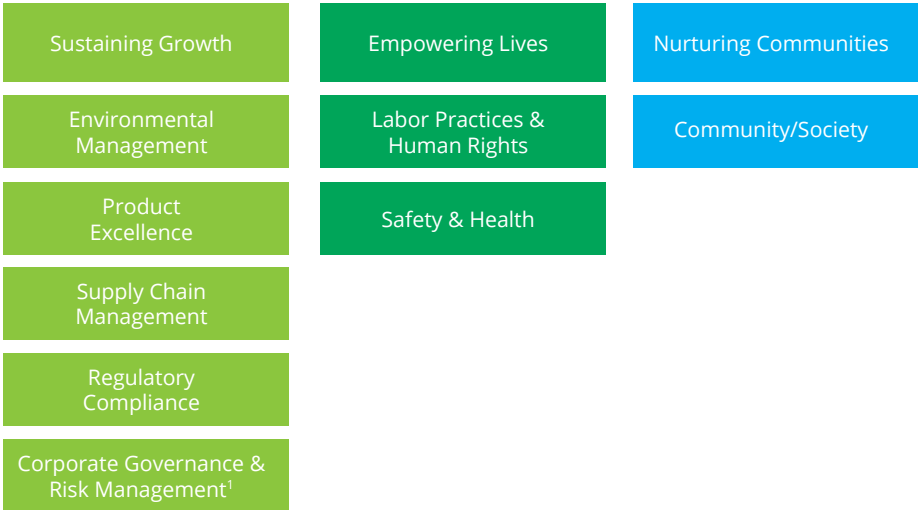 Sustaining Growth
Empowering Lives
Nurturing Communities
Environmental
Management
Labor Practices &
Human Rights
Community/Society
Product
Excellence
Safety & Health
Supply Chain
Management
Regulatory
Compliance
Corporate Governance &
Risk Management¹